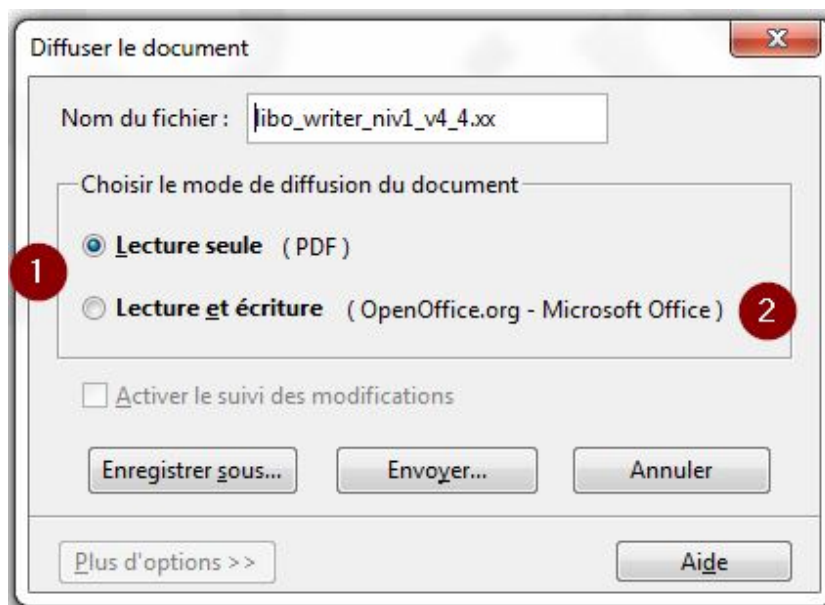 Diffuser le document
Nom du fichier : libo_writer_niv1_v4_4.xx
Choisir le mode de diffusion du document
1
Lecture seule ( PDF )
Lecture et écriture ( OpenOffice.org - Microsoft Office ) 2
Activer le suivi des modifications
Enregistrer sous... Envoyer... Annuler
Plus d'options >> Aide